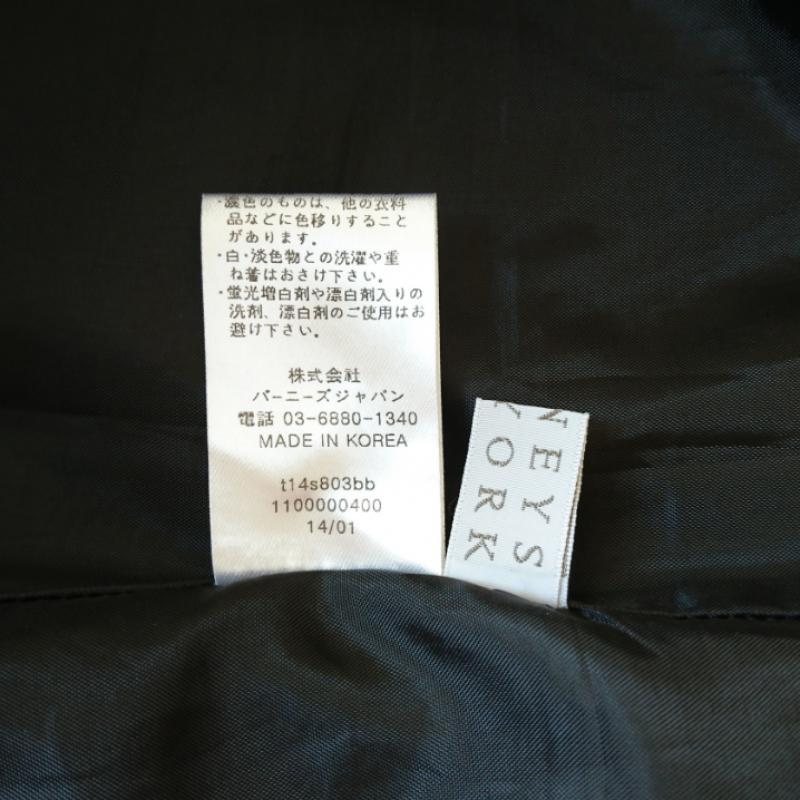 ・濃色のものは、他の衣料
品などに色移りすること
があります。
・白・淡色物との洗濯や重
ね着はおさけ下さい。
・蛍光増白剤や漂白剤入りの
洗剤、漂白剤のご使用はお
避け下さい。
株式会社
バーニーズジャパン
電話 03-6880-1340
MADE IN KOREA
t14s803bb
1100000400
14/01
NEYS
YORK